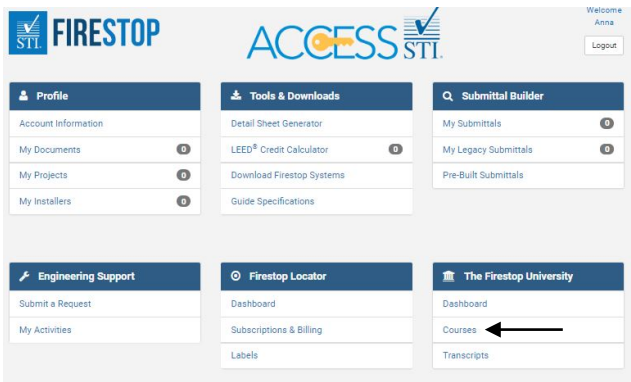 STI FIRESTOP
ACCESS STI
Welcome
Anna
Logout
Profile
Account Information
My Documents 0
My Projects 0
My Installers 0
Tools & Downloads
Detail Sheet Generator
LEED® Credit Calculator 0
Download Firestop Systems
Guide Specifications
Submittal Builder
My Submittals 0
My Legacy Submittals 0
Pre-Built Submittals
Engineering Support
Submit a Request
My Activities
Firestop Locator
Dashboard
Subscriptions & Billing
Labels
The Firestop University
Dashboard
Courses
Transcripts